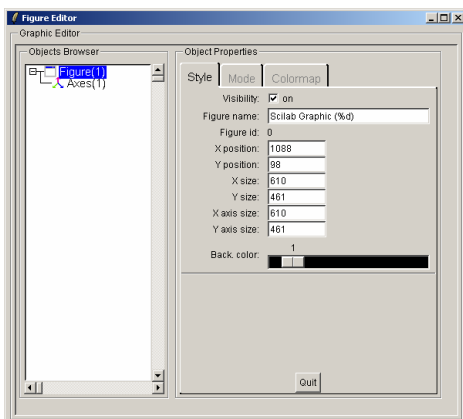 Figure Editor
Graphic Editor
Objects Browser
Figure(1)
Axes(1)
Object Properties
Style Mode Colormap
Visibility: on
Figure name: Scilab Graphic (%d)
Figure id: 0
X position: 1088
Y position: 98
X size: 610
Y size: 461
X axis size: 610
Y axis size: 461
1
Back. color:
Quit